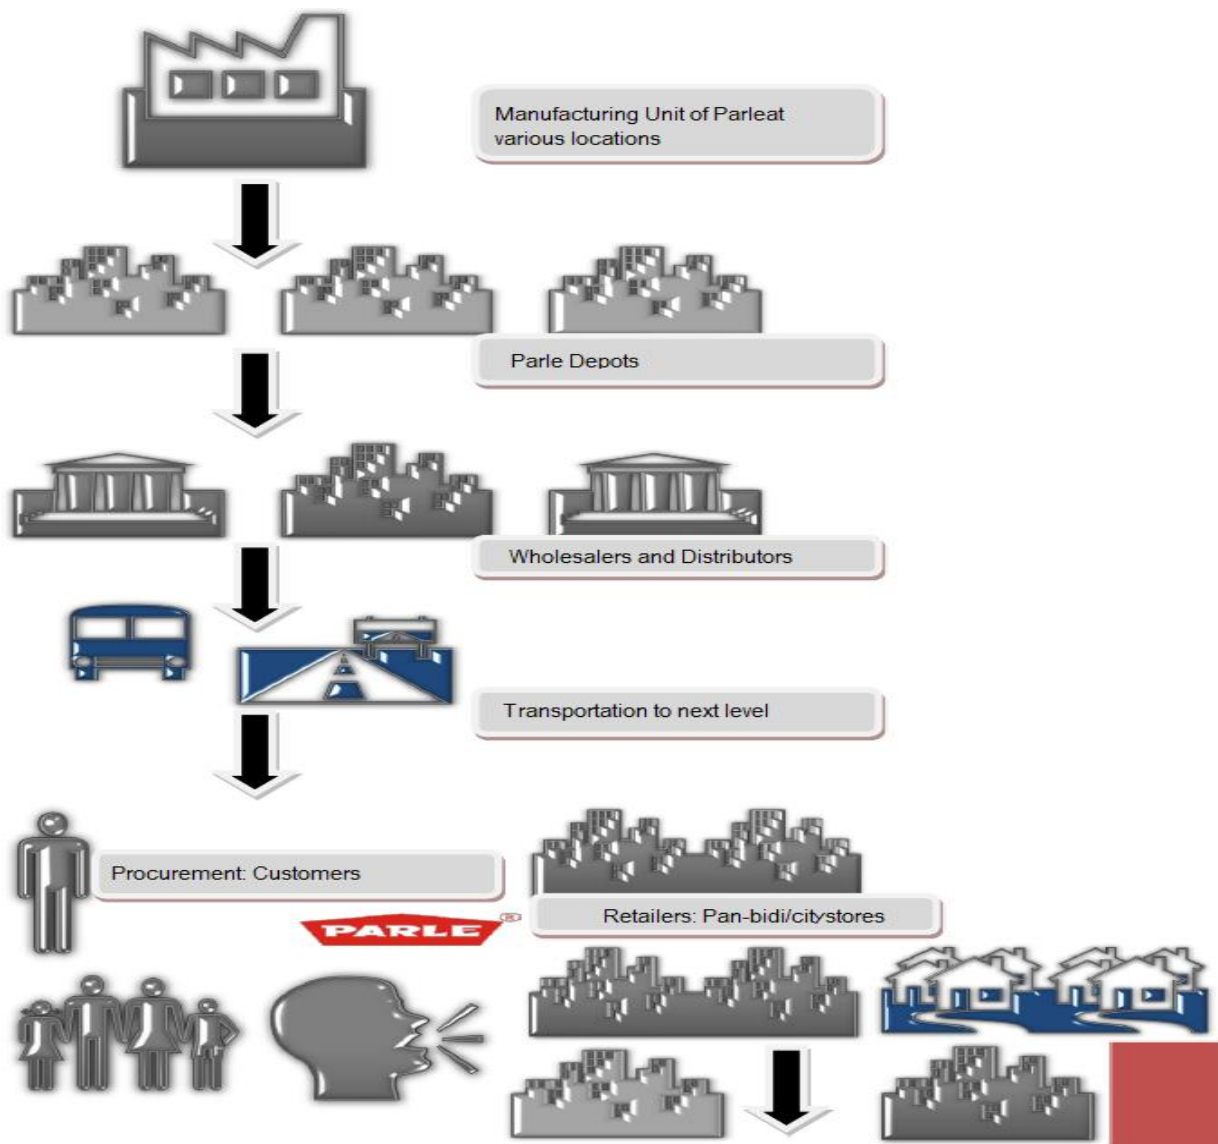 Manufacturing Unit of Parleat
various locations
Parle Depots
Wholesalers and Distributors
Transportation to next level
Procurement: Customers
Retailers: Pan-bidi/citystores
PARLE®